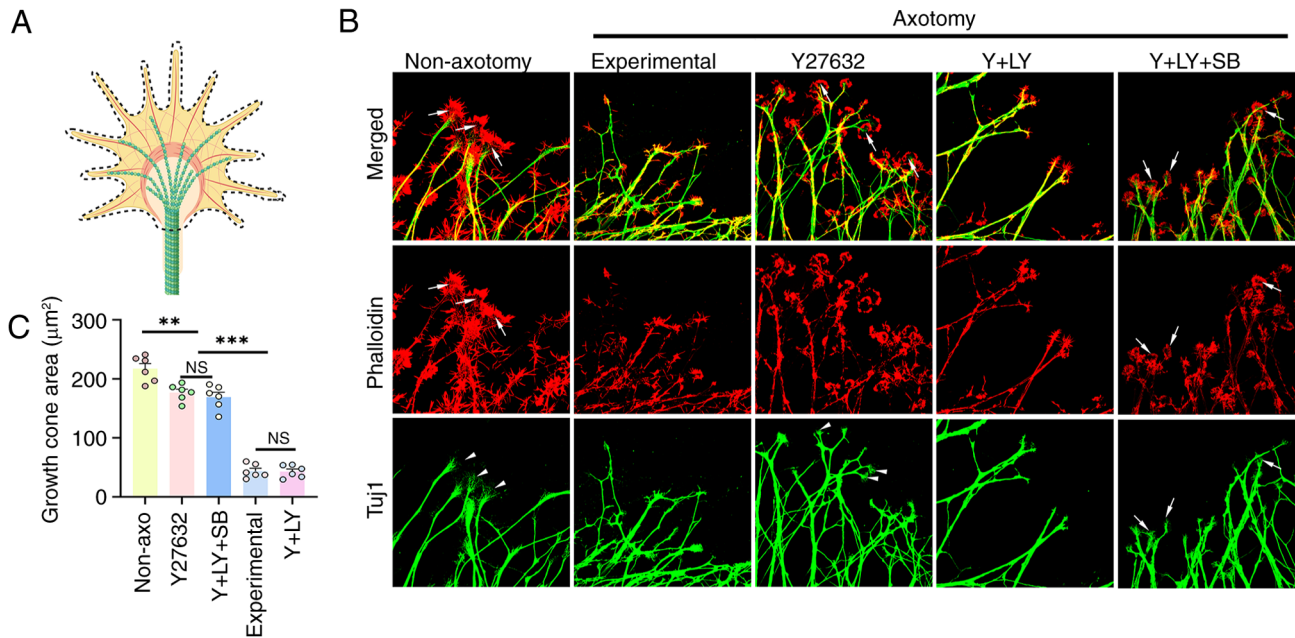 A
B
Axotomy
Non-axotomy Experimental Y27632 Y+LY Y+LY+SB
Merged
Phalloidin
Tuj1
C
Growth cone area (μm²)
300
200
100
0
**
***
NS
NS
Non-axo
Y27632
Y+LY+SB
Experimental
Y+LY